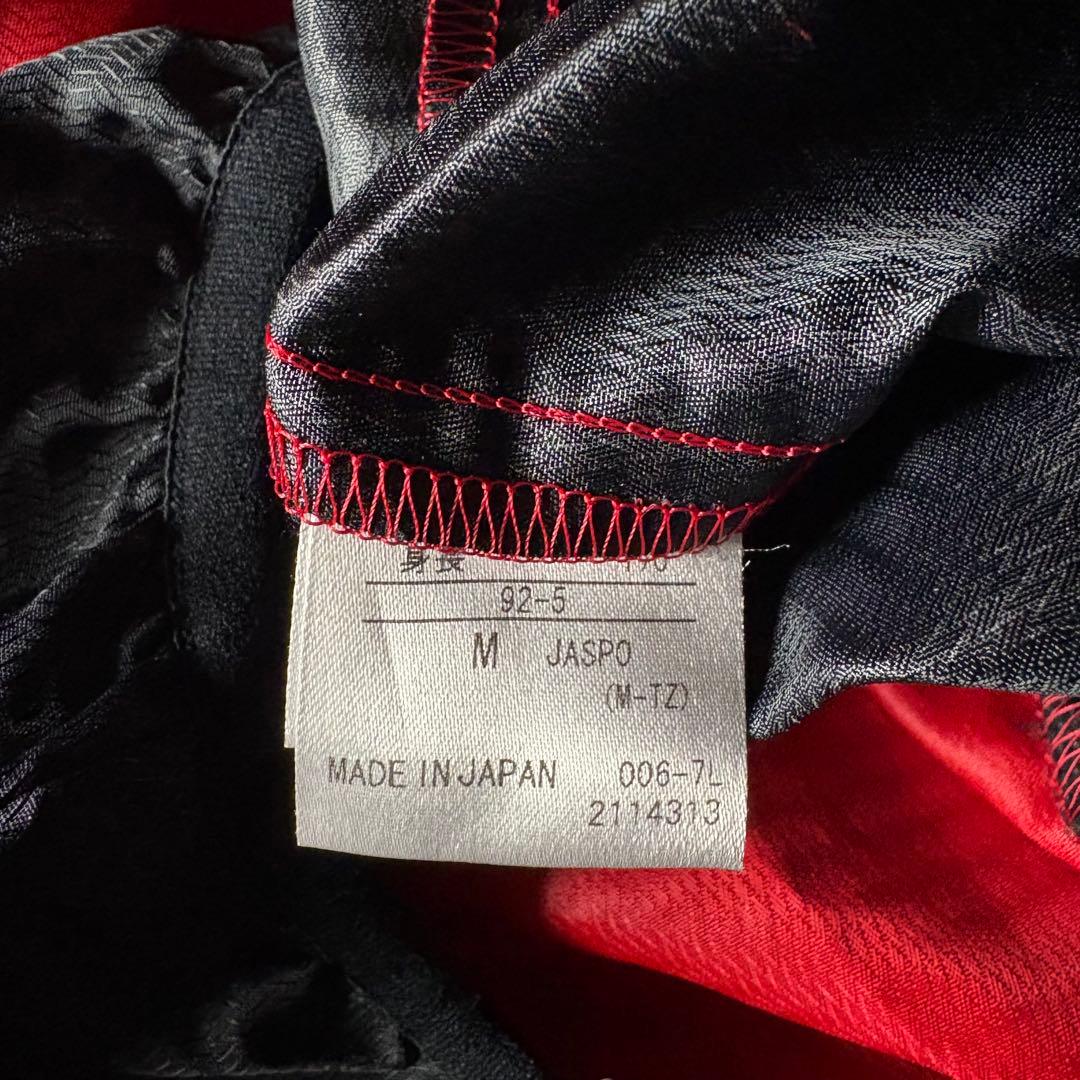 身長
92-5
M JASPO
(M-TZ)
MADE IN JAPAN 006-7L
2114313